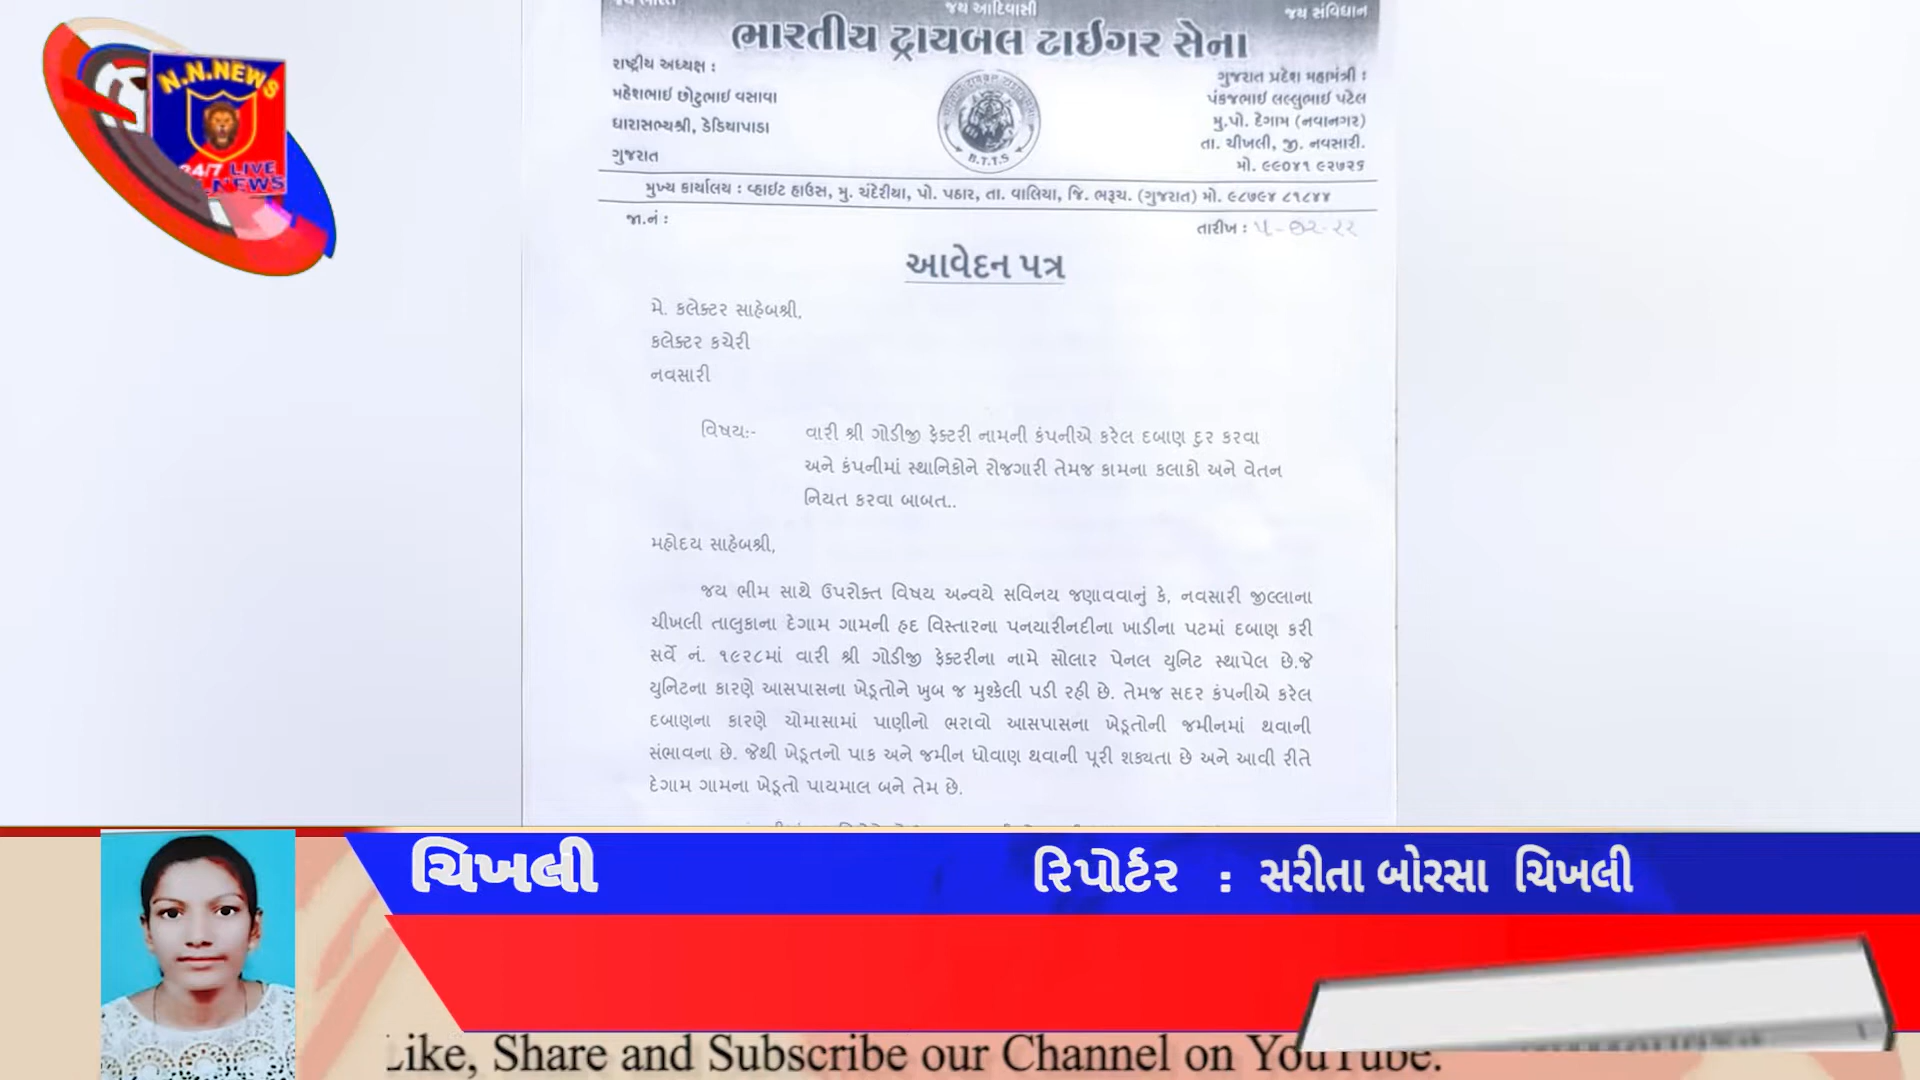 જય આદિવાસી
જય સંવિધાન
ભારતીય ટ્રાયબલ ટાઈગર સેના
રાષ્ટ્રીય અધ્યક્ષ :
મહેશભાઈ છોટુભાઈ વસાવા
ધારાસભ્યશ્રી, ડેડિયાપાડા
ગુજરાત
B.T.T.S
ગુજરાત પ્રદેશ મહામંત્રી :
પંકજભાઈ લલ્લુભાઈ પટેલ
મુ.પો. દેગામ (નવાનગર)
તા. ચીખલી, જી. નવસારી.
મો. ૯૯૦૪૧ ૯૨૭૨૬
મુખ્ય કાર્યાલય : વ્હાઈટ હાઉસ, મુ. ચંદેરીયા, પો. પઠાર, તા. વાલિયા, જિ. ભરૂચ. (ગુજરાત) મો. ૯૮૭૯૪ ૮૧૮૪૪
જા.નં :
તારીખ :
આવેદન પત્ર
મે. કલેક્ટર સાહેબશ્રી,
કલેક્ટર કચેરી
નવસારી
વિષયઃ- વારી શ્રી ગોડીજી ફેક્ટરી નામની કંપનીએ કરેલ દબાણ દુર કરવા
અને કંપનીમાં સ્થાનિકોને રોજગારી તેમજ કામના કલાકો અને વેતન
નિયત કરવા બાબત..
મહોદય સાહેબશ્રી,
જય ભીમ સાથે ઉપરોક્ત વિષય અન્વયે સવિનય જણાવવાનું કે, નવસારી જીલ્લાના
ચીખલી તાલુકાના દેગામ ગામની હદ વિસ્તારના પનયારીનદીના ખાડીના પટમાં દબાણ કરી
સર્વે નં. ૧૯૨૮માં વારી શ્રી ગોડીજી ફેક્ટરીના નામે સોલાર પેનલ યુનિટ સ્થાપેલ છે.જે
યુનિટના કારણે આસપાસના ખેડૂતોને ખુબ જ મુશ્કેલી પડી રહી છે. તેમજ સદર કંપનીએ કરેલ
દબાણના કારણે ચોમાસામાં પાણીનો ભરાવો આસપાસના ખેડૂતોની જમીનમાં થવાની
સંભાવના છે. જેથી ખેડૂતનો પાક અને જમીન ધોવાણ થવાની પૂરી શક્યતા છે અને આવી રીતે
દેગામ ગામના ખેડૂતો પાયમાલ બને તેમ છે.
N.N.NEWS
24/7 LIVE
NEWS
ચિખલી
રિપોર્ટર : સરીતા બોરસા ચિખલી
Like, Share and Subscribe our Channel on YouTube.